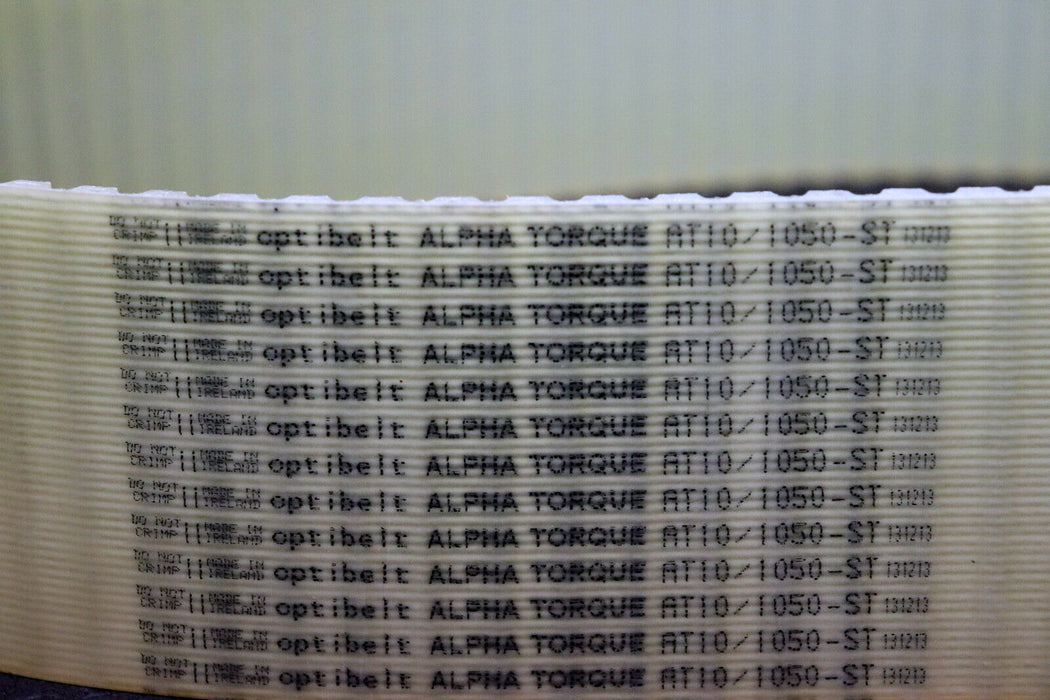 DO NOT CRIMP || MADE IN IRELAND optibelt ALPHA TORQUE AT10/1050-ST 131213
DO NOT CRIMP || MADE IN IRELAND optibelt ALPHA TORQUE AT10/1050-ST 131213
DO NOT CRIMP || MADE IN IRELAND optibelt ALPHA TORQUE AT10/1050-ST 131213
DO NOT CRIMP || MADE IN IRELAND optibelt ALPHA TORQUE AT10/1050-ST 131213
DO NOT CRIMP || MADE IN IRELAND optibelt ALPHA TORQUE AT10/1050-ST 131213
DO NOT CRIMP || MADE IN IRELAND optibelt ALPHA TORQUE AT10/1050-ST 131213
DO NOT CRIMP || MADE IN IRELAND optibelt ALPHA TORQUE AT10/1050-ST 131213
DO NOT CRIMP || MADE IN IRELAND optibelt ALPHA TORQUE AT10/1050-ST 131213
DO NOT CRIMP || MADE IN IRELAND optibelt ALPHA TORQUE AT10/1050-ST 131213
DO NOT CRIMP || MADE IN IRELAND optibelt ALPHA TORQUE AT10/1050-ST 131213
DO NOT CRIMP || MADE IN IRELAND optibelt ALPHA TORQUE AT10/1050-ST 131213
DO NOT CRIMP || MADE IN IRELAND optibelt ALPHA TORQUE AT10/1050-ST 131213
DO NOT CRIMP || MADE IN IRELAND optibelt ALPHA TORQUE AT10/1050-ST 131213